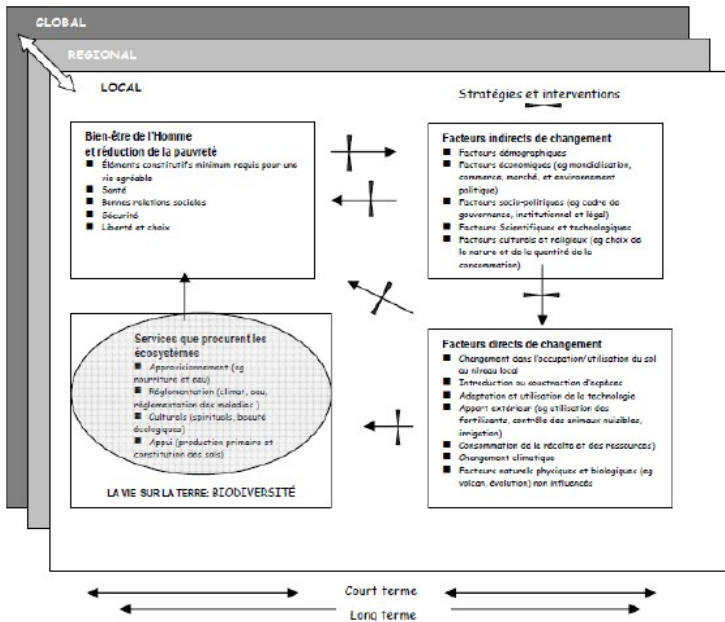 GLOBAL
REGIONAL
LOCAL
Stratégies et interventions
Bien-être de l'Homme
et réduction de la pauvreté
Éléments constitutifs minimum requis pour une
vie agréable
Santé
Bonnes relations sociales
Sécurité
Liberté et choix
Facteurs indirects de changement
Facteurs démographiques
Facteurs économiques (eg mondialisation,
commerce, marché, et environnement
politique)
Facteurs socio-politiques (eg cadre de
gouvernance, institutionnel et légal)
Facteurs Scientifiques et technologiques
Facteurs culturels et religieux (eg choix de
la nature et de la quantité de la
consommation)
Services que procurent les
écosystèmes
Approvisionnement (eg
nourriture et eau)
Réglementation (climat, eau,
réglementation des maladies )
Culturels (spirituels, beauté
écologiques)
Appui (production primaire et
constitution des sols)
LA VIE SUR LA TERRE: BIODIVERSITÉ
Facteurs directs de changement
Changement dans l'occupation/utilisation du sol
au niveau local
Introduction ou soustraction d'espèces
Adaptation et utilisation de la technologie
Apport extérieur (eg utilisation des
fertilizants, contrôle des animaux nuisibles,
irrigation)
Consommation de la récolte et des ressources)
Changement climatique
Facteurs naturels physiques et biologiques (eg
volcan, évolution) non influencés
Court terme
Long terme